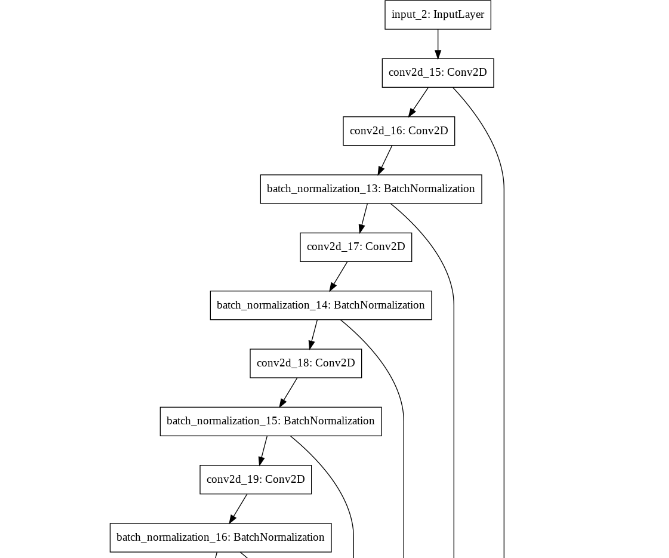 input_2: InputLayer
conv2d_15: Conv2D
conv2d_16: Conv2D
batch_normalization_13: BatchNormalization
conv2d_17: Conv2D
batch_normalization_14: BatchNormalization
conv2d_18: Conv2D
batch_normalization_15: BatchNormalization
conv2d_19: Conv2D
batch_normalization_16: BatchNormalization